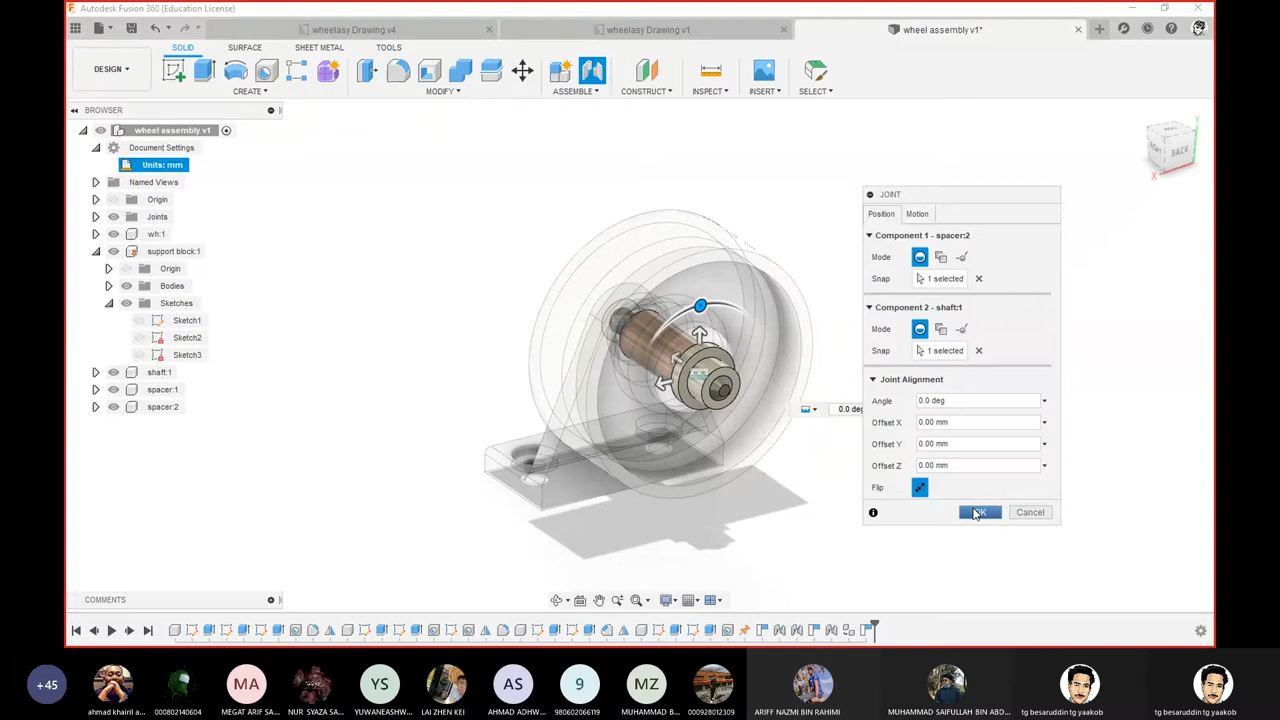 Autodesk Fusion 360 (Education License)
wheelasy Drawing v4
wheelasy Drawing v1
wheel assembly v1*
DESIGN
SOLID
SURFACE
SHEET METAL
TOOLS
CREATE
MODIFY
ASSEMBLE
CONSTRUCT
INSPECT
INSERT
SELECT
BROWSER
wheel assembly v1
Document Settings
Units: mm
Named Views
Origin
Joints
wh:1
support block:1
Origin
Bodies
Sketches
Sketch1
Sketch2
Sketch3
shaft:1
spacer:1
spacer:2
BACK
X
Y
0.0 deg
JOINT
Position Motion
Component 1 - spacer:2
Mode
Snap 1 selected
Component 2 - shaft:1
Mode
Snap 1 selected
Joint Alignment
Angle 0.0 deg
Offset X 0.00 mm
Offset Y 0.00 mm
Offset Z 0.00 mm
Flip
OK Cancel
COMMENTS
+45
MA
YS
AS
9
MZ
ahmad khairil a...
000802140604
MEGAT ARIF SA...
NUR SYAZA SA...
YUWANEASHW...
LAI ZHEN KEI
AHMAD ADHW...
980602066119
MUHAMMAD B...
000928012309
ARIFF NAZMI BIN RAHIMI
MUHAMMAD SAIFULLAH BIN ABD...
tg besaruddin tg yaakob
tg besaruddin tg yaakob